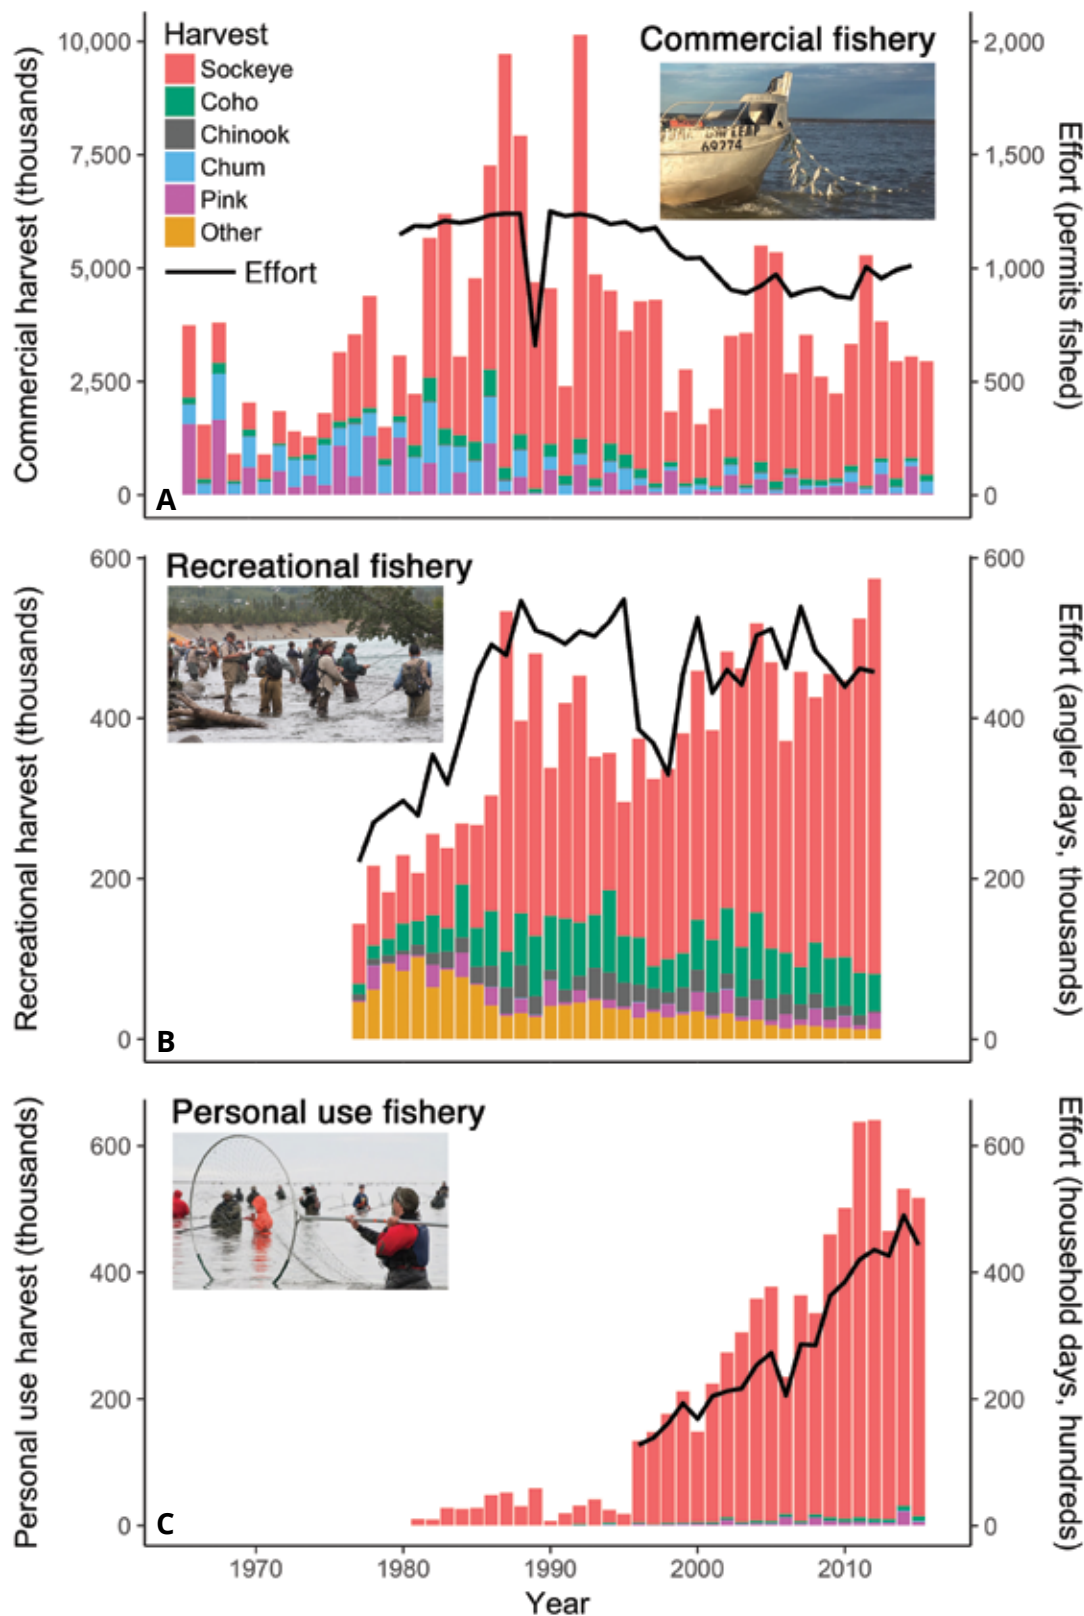 Harvest
Sockeye
Coho
Chinook
Chum
Pink
Other
Effort
Commercial fishery
69274
Commercial harvest (thousands)
10,000
7,500
5,000
2,500
0
2,000
1,500
1,000
500
0
Effort (permits fished)
A
Recreational fishery
Recreational harvest (thousands)
600
400
200
0
600
400
200
0
Effort (angler days, thousands)
B
Personal use fishery
Personal use harvest (thousands)
600
400
200
0
600
400
200
0
Effort (household days, hundreds)
C
1970 1980 1990 2000 2010
Year